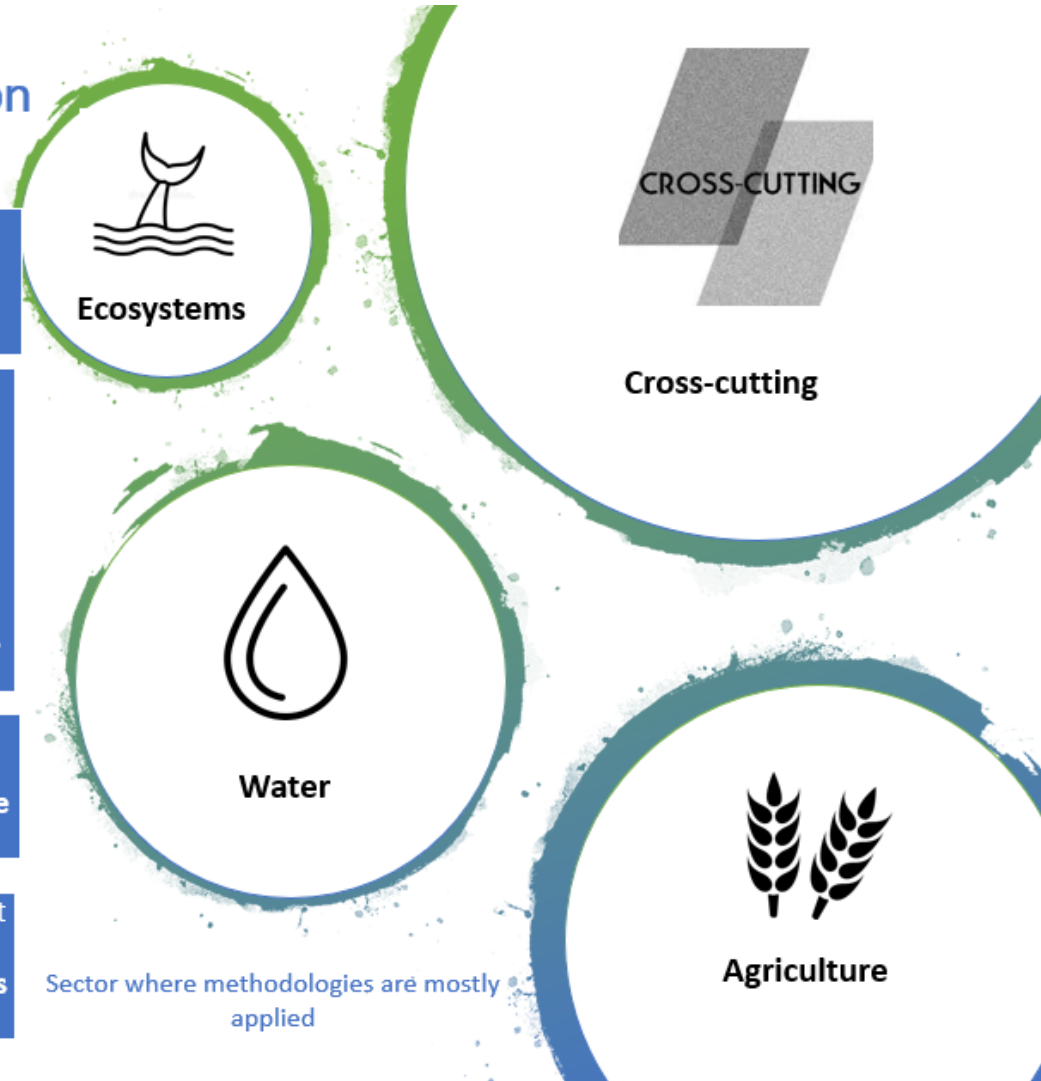 on
Ecosystems
CROSS-CUTTING
Cross-cutting
Water
e
Agriculture
t
s
Sector where methodologies are mostly
applied